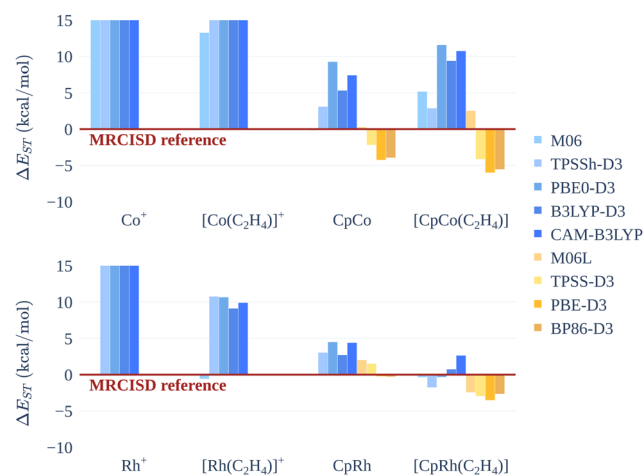 15
10
5
0
−5
−10
ΔE_ST (kcal/mol)
MRCISD reference
Co⁺
[Co(C₂H₄)]⁺
CpCo
[CpCo(C₂H₄)]
15
10
5
0
−5
−10
ΔE_ST (kcal/mol)
MRCISD reference
Rh⁺
[Rh(C₂H₄)]⁺
CpRh
[CpRh(C₂H₄)]
M06
TPSSh-D3
PBE0-D3
B3LYP-D3
CAM-B3LYP
M06L
TPSS-D3
PBE-D3
BP86-D3